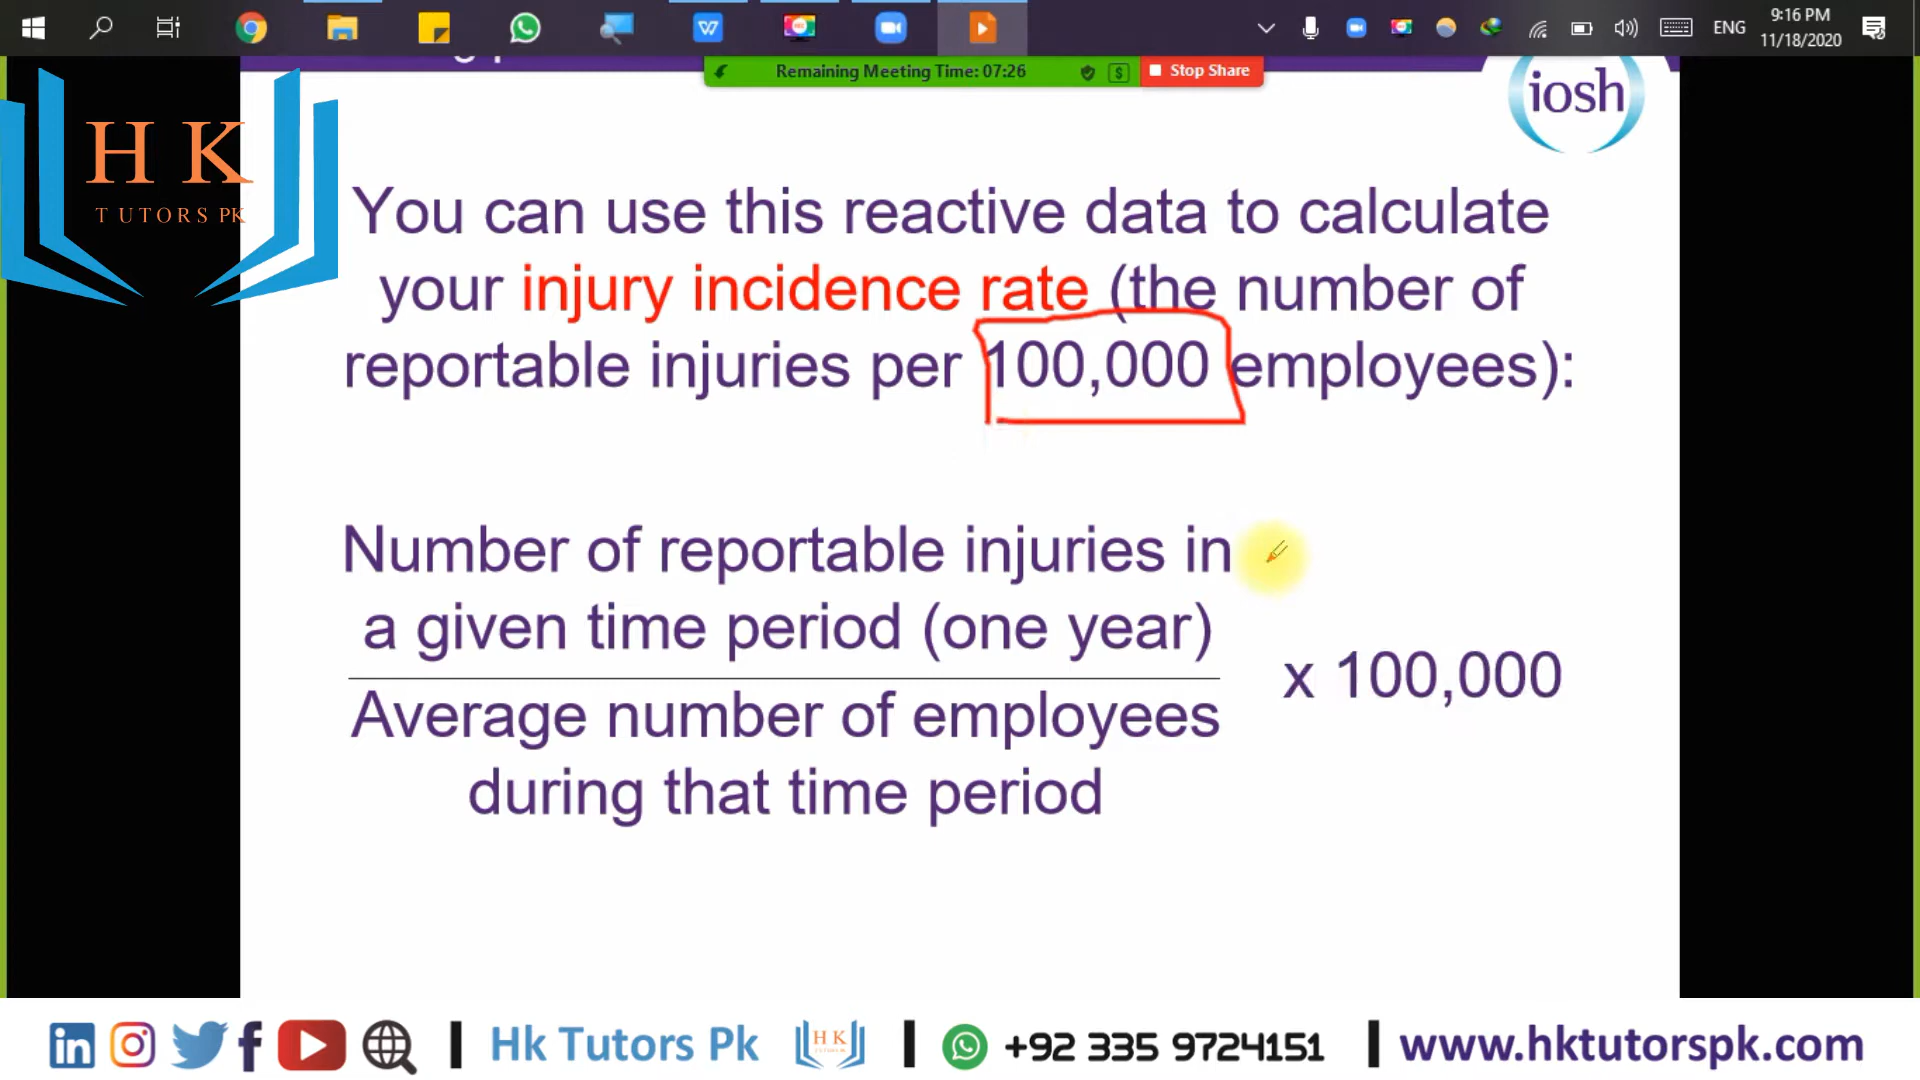 9:16 PM
ENG
11/18/2020
Remaining Meeting Time: 07:26
Stop Share
iosh
H K
TUTORS PK
You can use this reactive data to calculate
your injury incidence rate (the number of
reportable injuries per 100,000 employees):
Number of reportable injuries in
a given time period (one year)
x 100,000
Average number of employees
during that time period
Hk Tutors Pk
H K
+92 335 9724151
www.hktutorspk.com